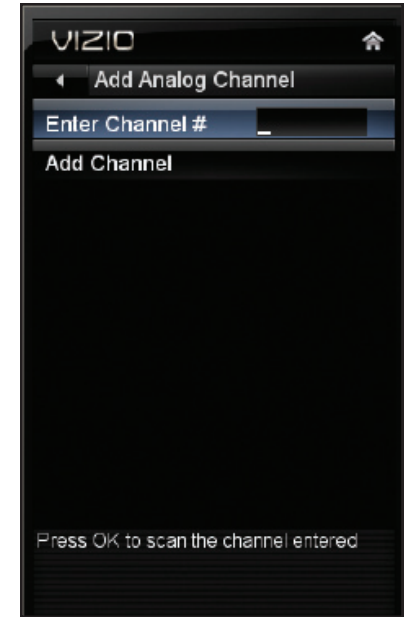 VIZIO
Add Analog Channel
Enter Channel # _
Add Channel
Press OK to scan the channel entered